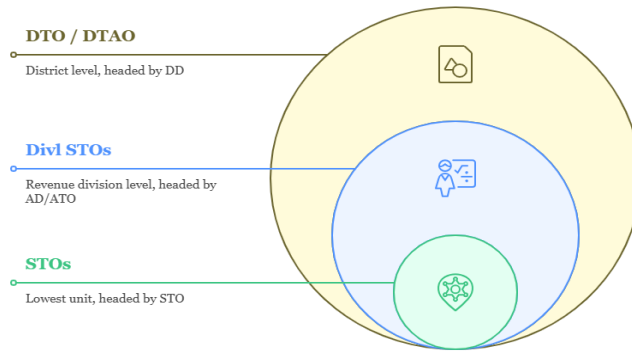 DTO / DTAO
District level, headed by DD
Divl STOs
Revenue division level, headed by
AD/ATO
STOs
Lowest unit, headed by STO